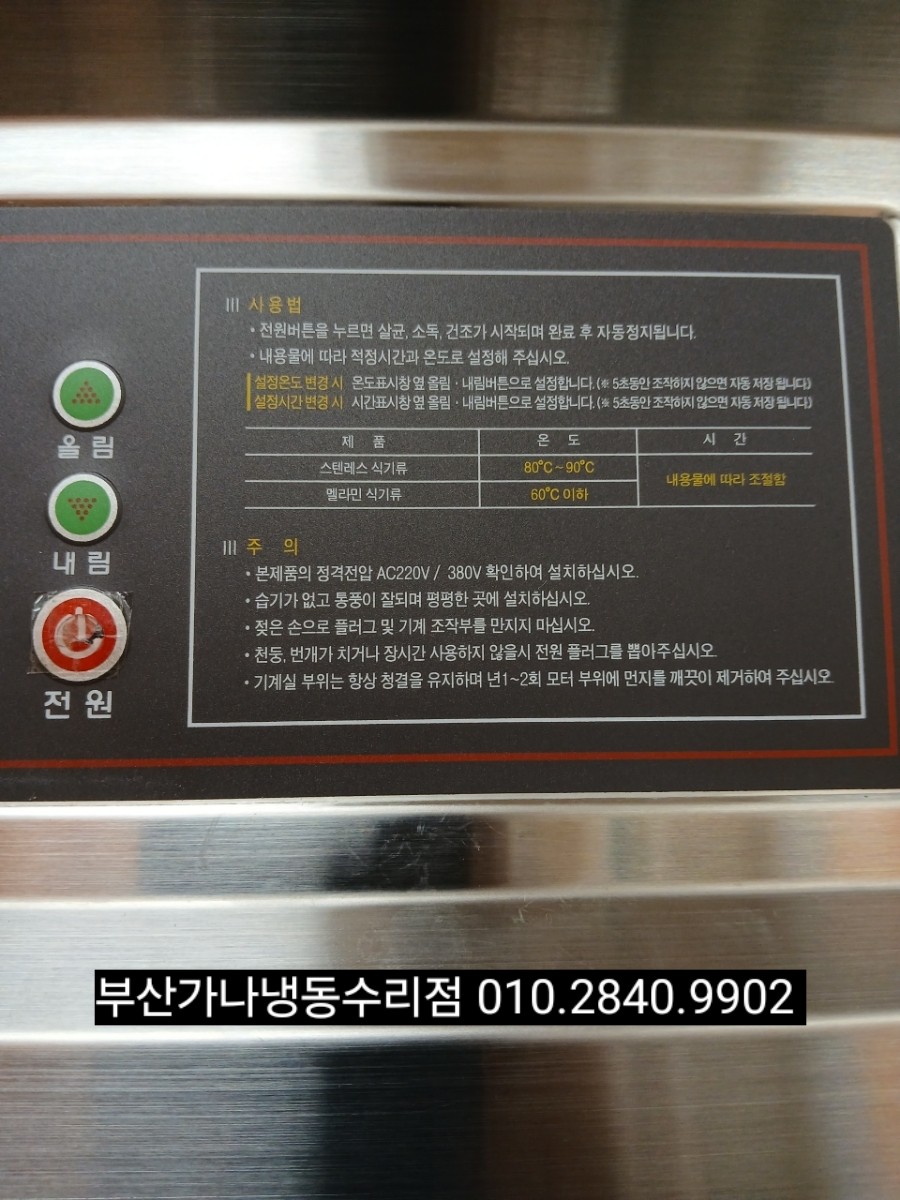 올림
내림
전원
사용법
• 전원버튼을 누르면 살균, 소독, 건조가 시작되며 완료 후 자동정지됩니다.
• 내용물에 따라 적정시간과 온도로 설정해 주십시오.
설정온도 변경 시 온도표시창 옆 올림 · 내림버튼으로 설정합니다. (※ 5초동안 조작하지 않으면 자동 저장 됩니다)
설정시간 변경 시 시간표시창 옆 올림 · 내림버튼으로 설정합니다. (※ 5초동안 조작하지 않으면 자동 저장 됩니다)
제 품 온 도 시 간
스텐레스 식기류 80℃~90℃ 내용물에 따라 조절함
멜라민 식기류 60℃ 이하
주 의
• 본제품의 정격전압 AC220V / 380V 확인하여 설치하십시오.
• 습기가 없고 통풍이 잘되며 평평한 곳에 설치하십시오.
• 젖은 손으로 플러그 및 기계 조작부를 만지지 마십시오.
• 천둥, 번개가 치거나 장시간 사용하지 않을시 전원 플러그를 뽑아주십시오.
• 기계실 부위는 항상 청결을 유지하며 년1~2회 모터 부위에 먼지를 깨끗이 제거하여 주십시오.
부산가나냉동수리점 010.2840.9902